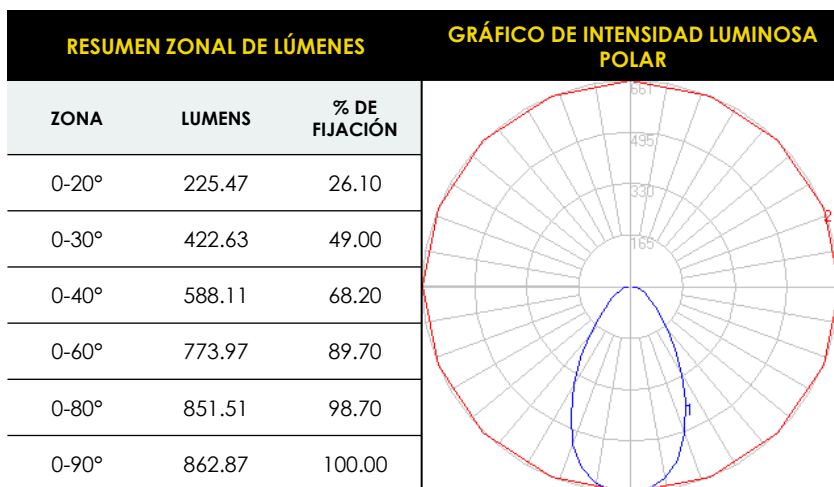 RESUMEN ZONAL DE LÚMENES
GRÁFICO DE INTENSIDAD LUMINOSA
POLAR
ZONA LUMENS % DE
FIJACIÓN
0-20° 225.47 26.10
0-30° 422.63 49.00
0-40° 588.11 68.20
0-60° 773.97 89.70
0-80° 851.51 98.70
0-90° 862.87 100.00
661
495
330
165
2
1